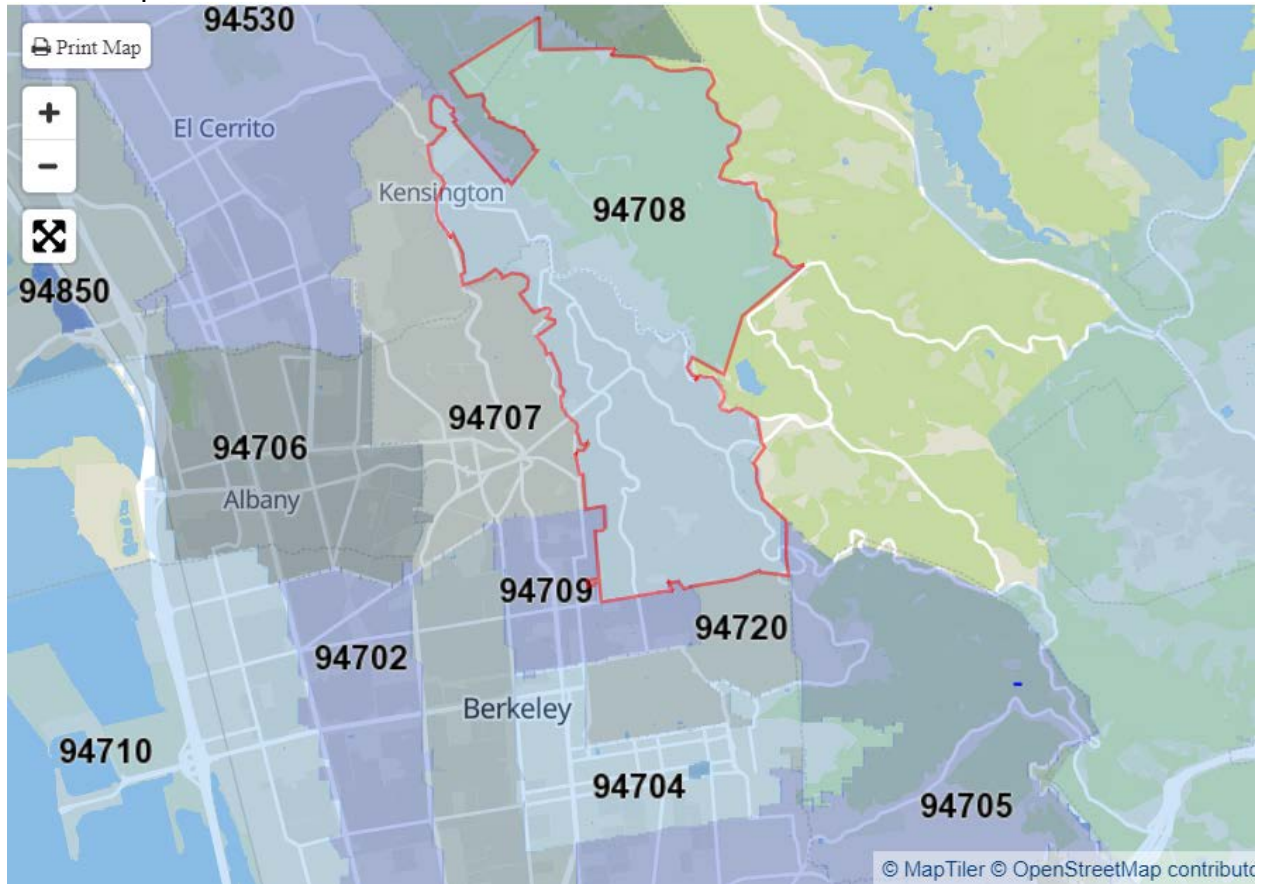 94530
Print Map
+
El Cerrito
−
Kensington
94708
94850
94707
94706
Albany
94709
94720
94702
Berkeley
94710
94704
94705
© MapTiler © OpenStreetMap contributo